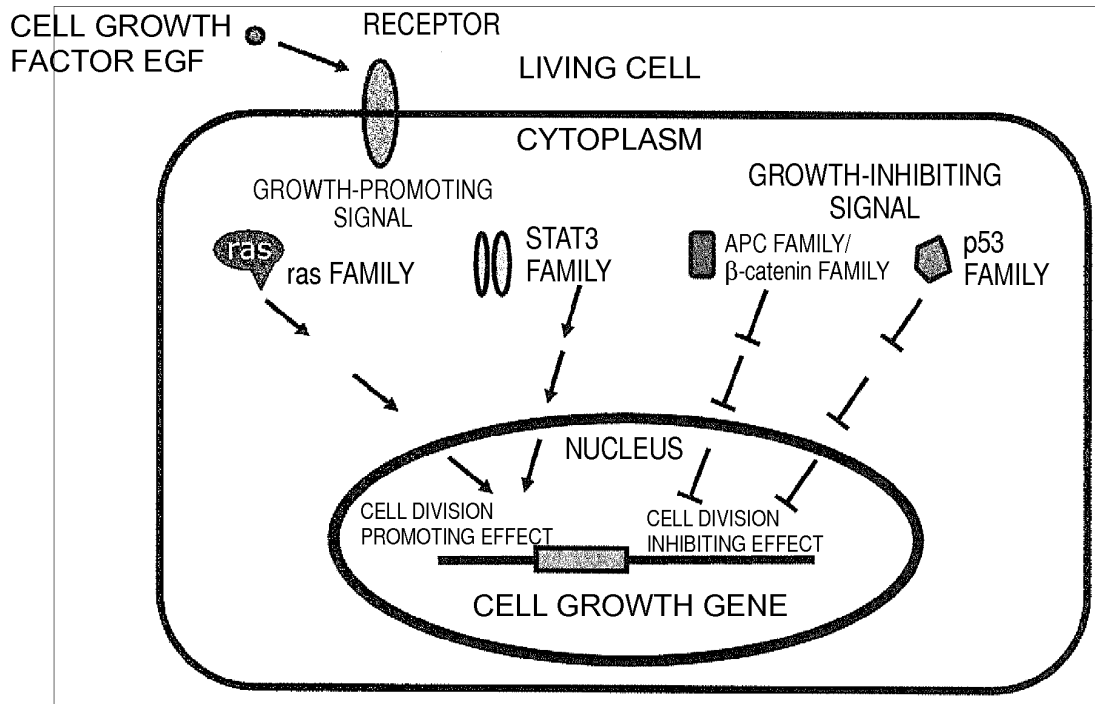 CELL GROWTH
FACTOR EGF
RECEPTOR
LIVING CELL
CYTOPLASM
GROWTH-PROMOTING
SIGNAL
GROWTH-INHIBITING
SIGNAL
ras
ras FAMILY
STAT3
FAMILY
APC FAMILY/
β-catenin FAMILY
p53
FAMILY
NUCLEUS
CELL DIVISION
PROMOTING EFFECT
CELL DIVISION
INHIBITING EFFECT
CELL GROWTH GENE